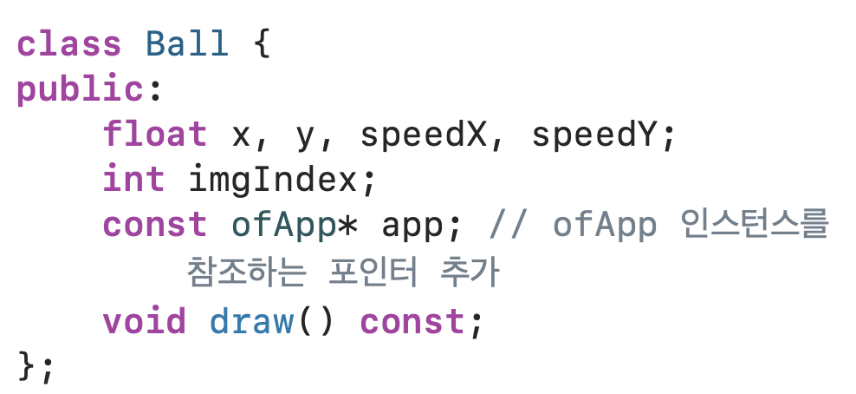 class Ball {
public:
    float x, y, speedX, speedY;
    int imgIndex;
    const ofApp* app; // ofApp 인스턴스를
        참조하는 포인터 추가
    void draw() const;
};